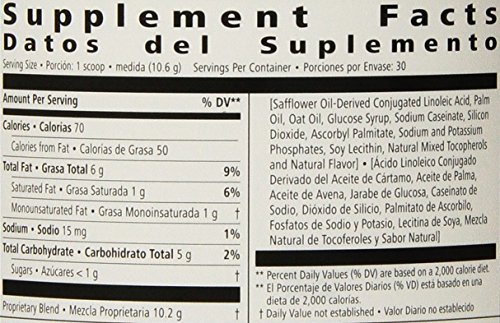 Supplement Facts
Datos del Suplemento
Serving Size • Porción: 1 scoop • medida (10.6 g) Servings Per Container • Porciones por Envase: 30
Amount Per Serving % DV**
Calories • Calorias 70
Calories from Fat • Calorías de Grasa 50
Total Fat • Grasa Total 6 g 9%
Saturated Fat • Grasa Saturada 1 g 6%
Monounsaturated Fat • Grasa Monoinsaturada 1 g †
Sodium • Sodio 15 mg 1%
Total Carbohydrate • Carbohidrato Total 5 g 2%
Sugars • Azúcares < 1 g †
Proprietary Blend • Mezcla Proprietaria 10.2 g †
[Safflower Oil-Derived Conjugated Linoleic Acid, Palm
Oil, Oat Oil, Glucose Syrup, Sodium Caseinate, Silicon
Dioxide, Ascorbyl Palmitate, Sodium and Potassium
Phosphates, Soy Lecithin, Natural Mixed Tocopherols
and Natural Flavor] • [Ácido Linoleico Conjugado
Derivado del Aceite de Cártamo, Aceite de Palma,
Aceite de Avena, Jarabe de Glucosa, Caseinato de
Sodio, Dióxido de Silicio, Palmitato de Ascorbilo,
Fosfatos de Sodio y Potasio, Lecitina de Soya, Mezcla
Natural de Tocoferoles y Sabor Natural]
** Percent Daily Values (% DV) are based on a 2,000 calorie diet.
** El Porcentaje de Valores Diarios (% VD) está basado en una
dieta de 2,000 calorías.
† Daily Value not established. • Valor Diario no establecido